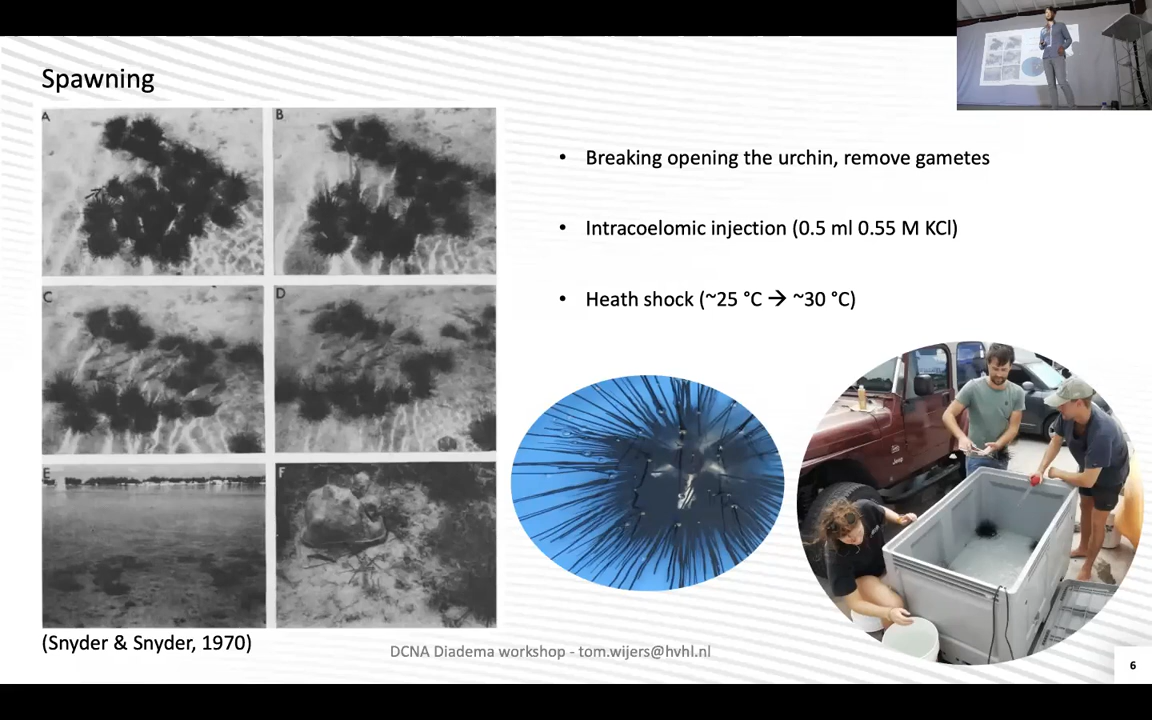 Spawning
A
B
C
D
E
F
(Snyder & Snyder, 1970)
• Breaking opening the urchin, remove gametes
• Intracoelomic injection (0.5 ml 0.55 M KCl)
• Heath shock (~25 °C → ~30 °C)
Jeep
DCNA Diadema workshop - tom.wijers@hvhl.nl
6